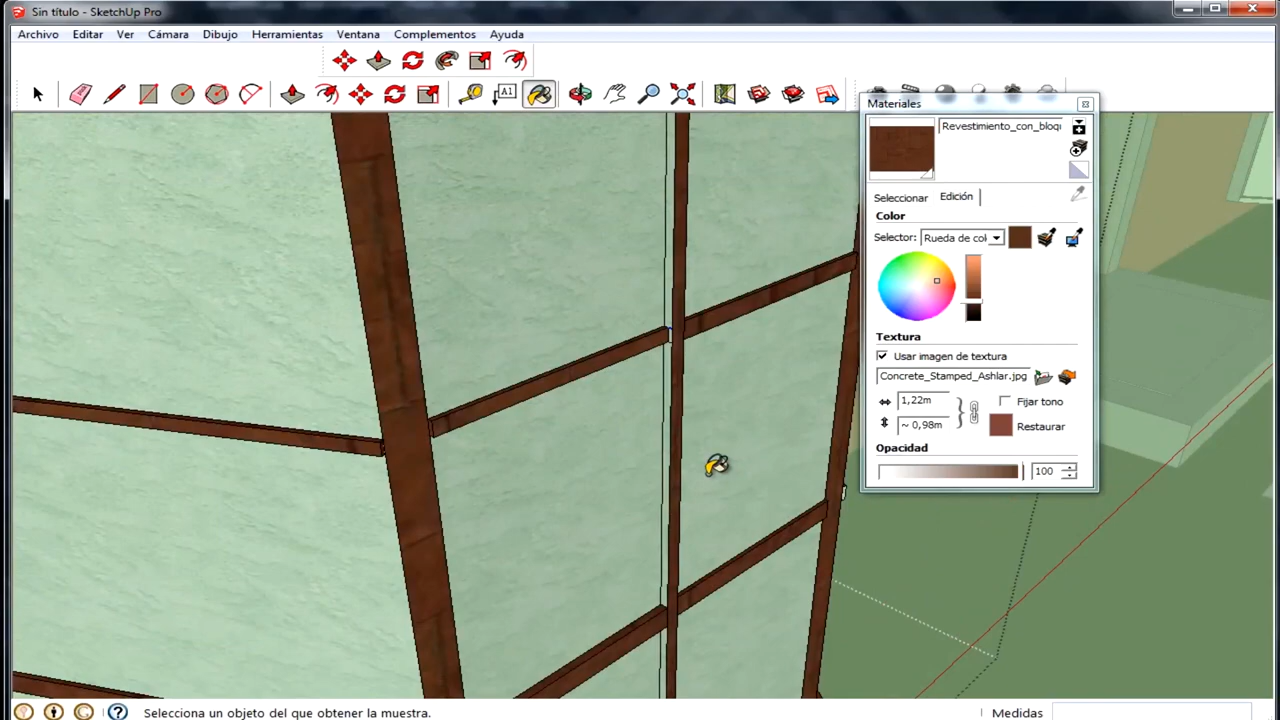 Sin título - SketchUp Pro
Archivo Editar Ver Cámara Dibujo Herramientas Ventana Complementos Ayuda
A1
Materiales
Revestimiento_con_bloqu
Seleccionar Edición
Color
Selector: Rueda de col
Textura
Usar imagen de textura
Concrete_Stamped_Ashlar.jpg
1,22m Fijar tono
~ 0,98m Restaurar
Opacidad
100
Selecciona un objeto del que obtener la muestra. Medidas